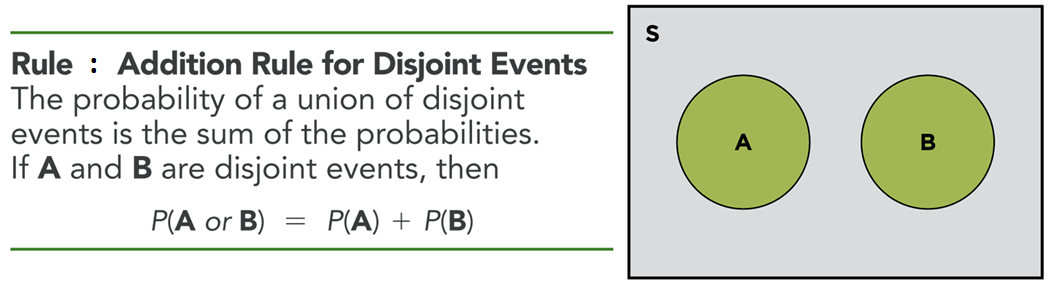 Rule : Addition Rule for Disjoint Events
The probability of a union of disjoint
events is the sum of the probabilities.
If A and B are disjoint events, then
P(A or B) = P(A) + P(B)
S
A
B